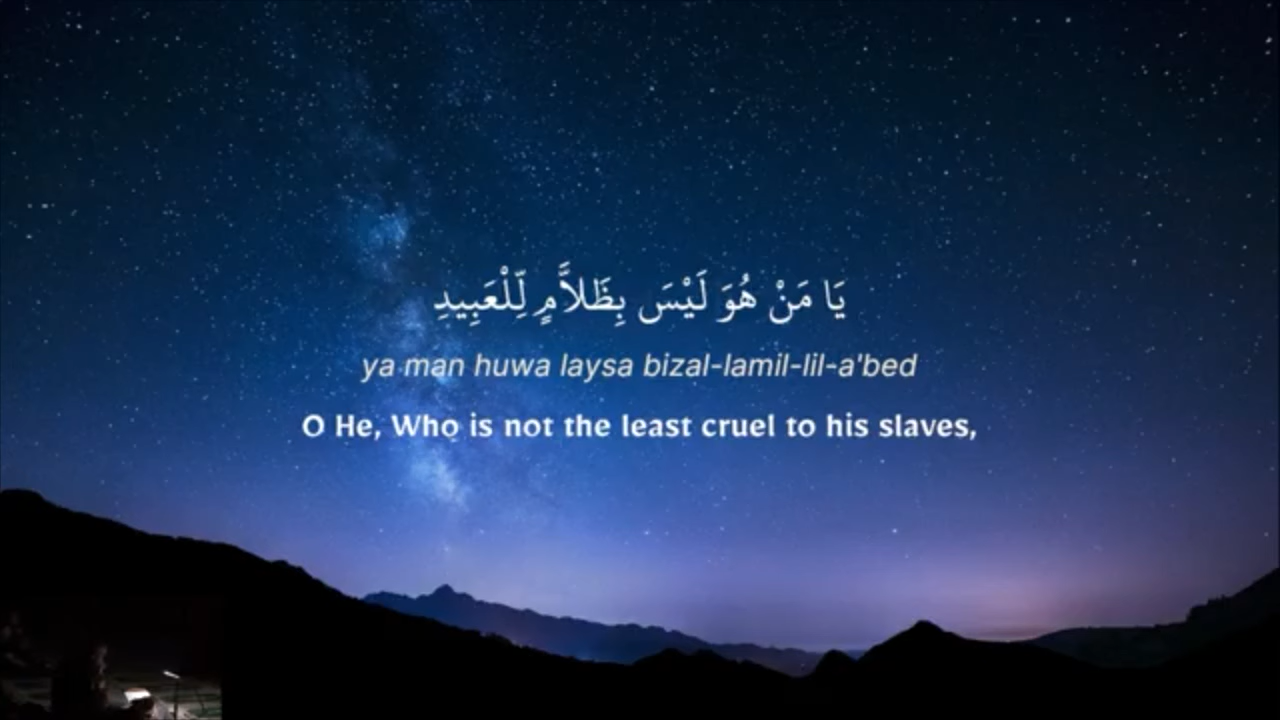 يَا مَنْ هُوَ لَيْسَ بِظَلاَّمٍ لِّلْعَبِيدِ
ya man huwa laysa bizal-lamil-lil-a'bed
O He, Who is not the least cruel to his slaves,